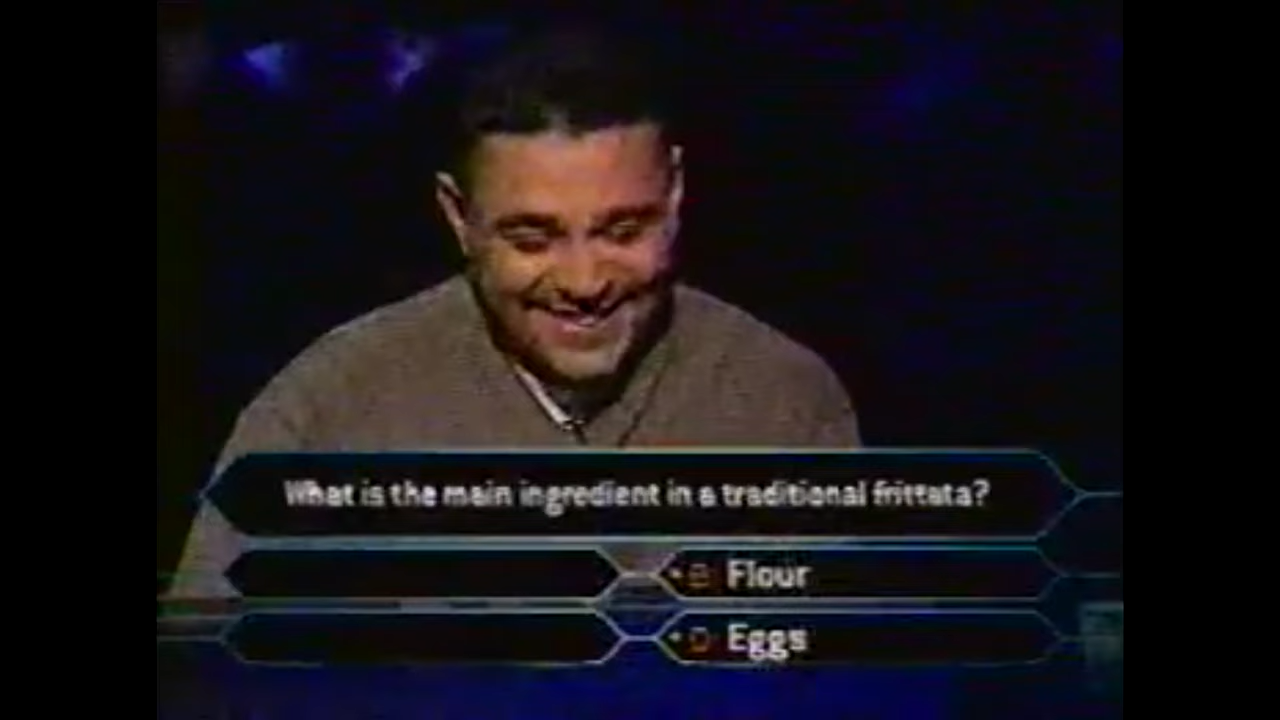 What is the main ingredient in a traditional frittata?
B: Flour
D: Eggs